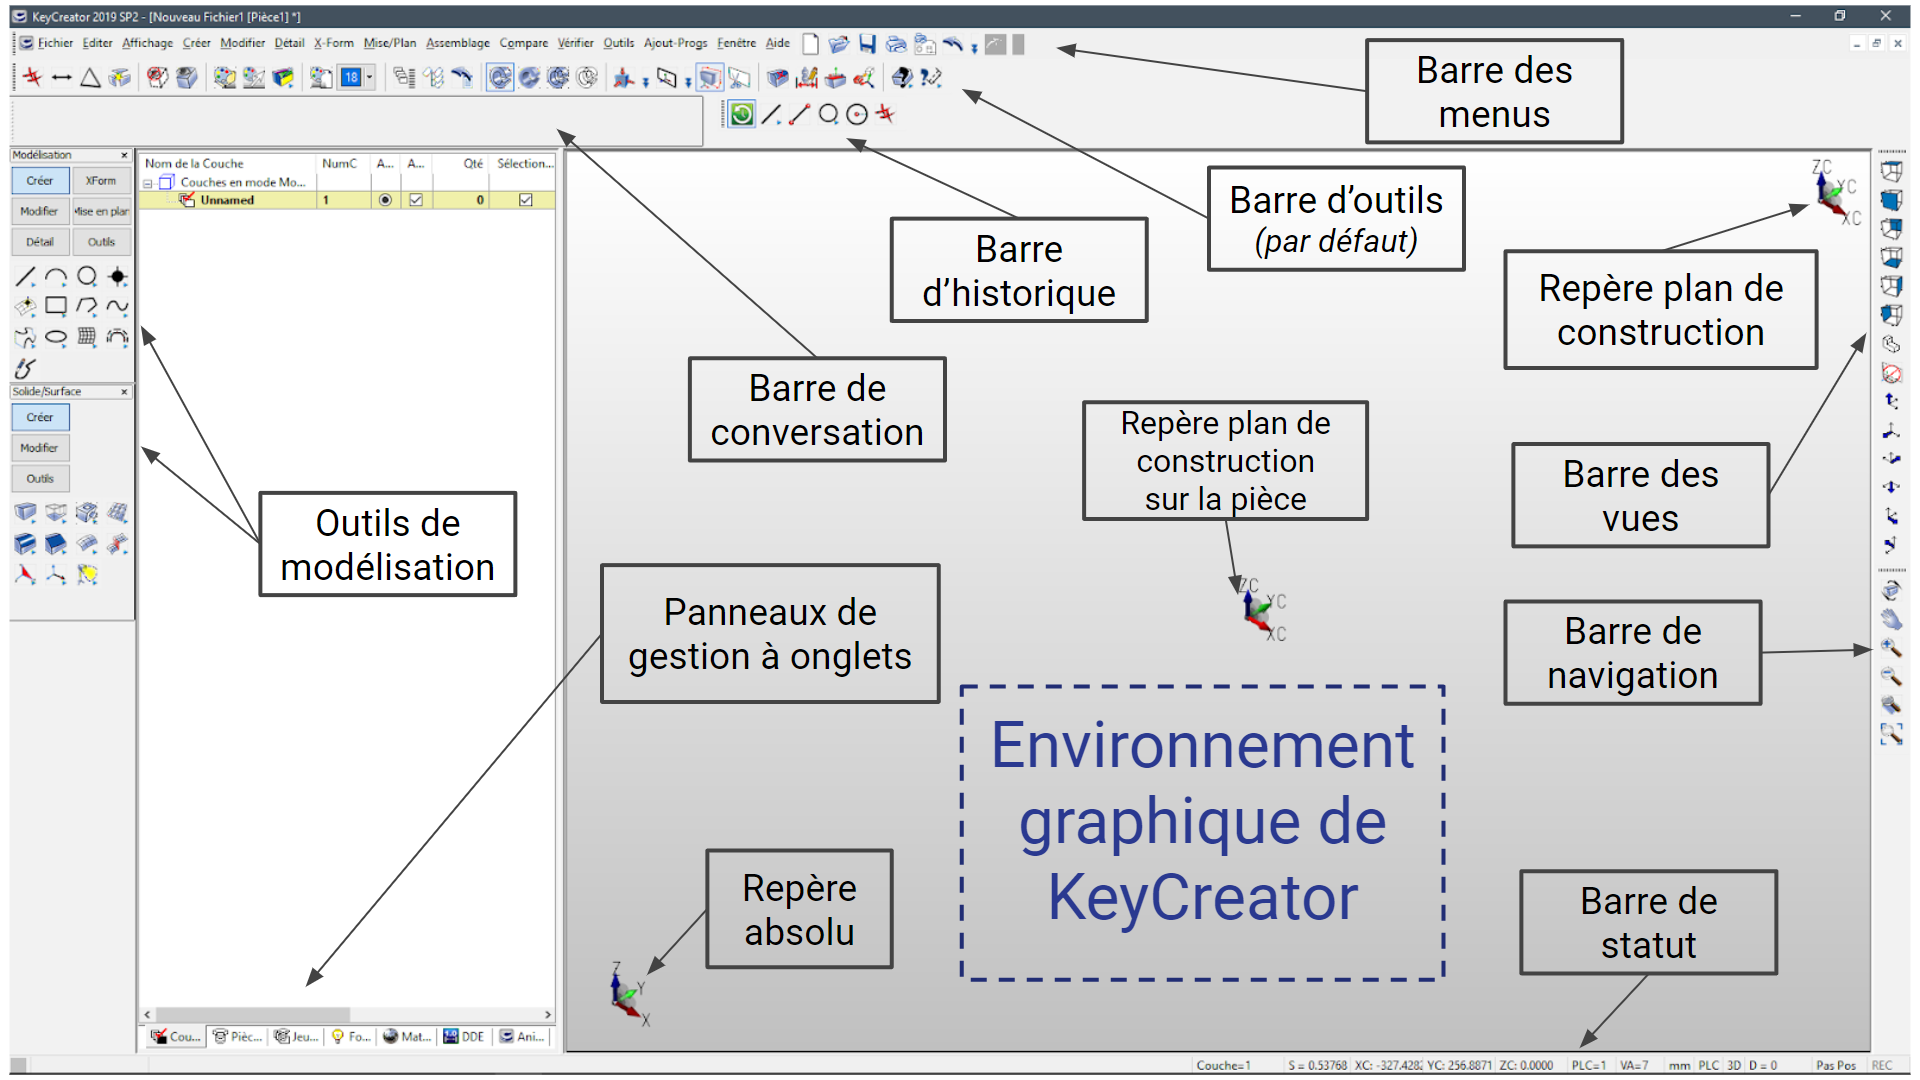 KeyCreator 2019 SP2 - [Nouveau Fichier1 [Pièce1] *]
Fichier Editer Affichage Créer Modifier Détail X-Form Mise/Plan Assemblage Compare Vérifier Outils Ajout-Progs Fenêtre Aide
18
Barre des
menus
Modélisation
Créer XForm
Modifier
Détail Outils
Nom de la Couche NumC A... A... Qté Sélection...
Couches en mode Mo...
Unnamed 1 0
ZC
YC
XC
Barre d'outils
(par défaut)
Barre
d'historique
Repère plan de
construction
Barre de
conversation
Solide/Surface
Créer
Modifier
Outils
Repère plan de
construction
sur la pièce
Barre des
vues
Outils de
modélisation
ZC
YC
XC
Panneaux de
gestion à onglets
Barre de
navigation
Environnement
graphique de
KeyCreator
Repère
absolu
Barre de
statut
Z
Y
X
Cou... Pièc... Jeu... Fo... Mat... DDE Ani...
Couche=1 S = 0.53768 XC: -327.428 YC: 256.8871 ZC: 0.0000 PLC=1 VA=7 mm PLC 3D D = 0 Pas Pos REC